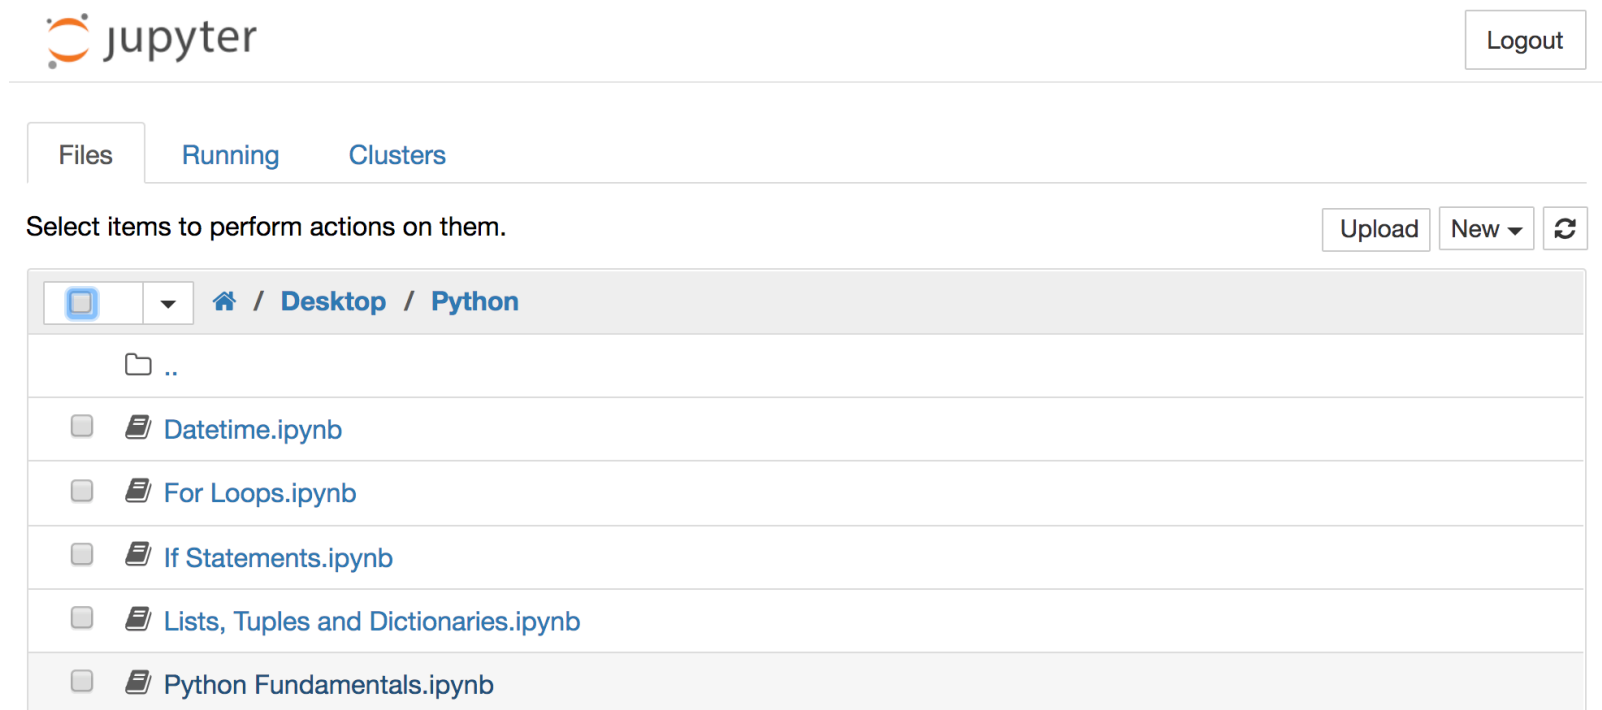 jupyter
Logout
Files Running Clusters
Select items to perform actions on them.
Upload New
/ Desktop / Python
..
Datetime.ipynb
For Loops.ipynb
If Statements.ipynb
Lists, Tuples and Dictionaries.ipynb
Python Fundamentals.ipynb